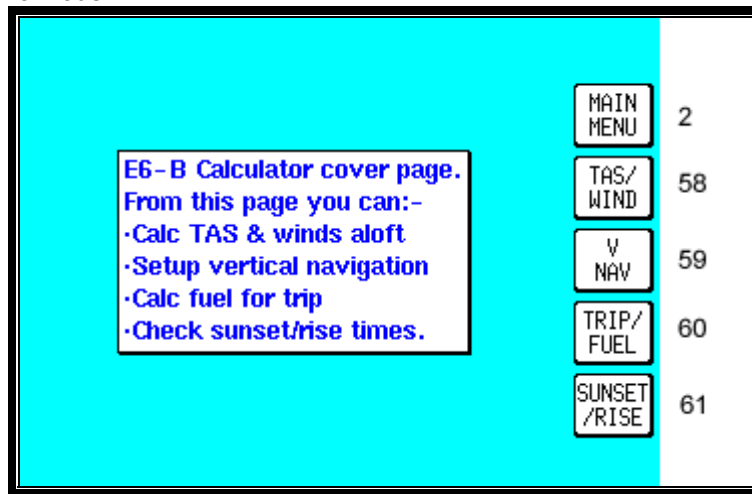 E6-B Calculator cover page.
From this page you can:-
·Calc TAS & winds aloft
·Setup vertical navigation
·Calc fuel for trip
·Check sunset/rise times.
MAIN
MENU
2
TAS/
WIND
58
V
NAV
59
TRIP/
FUEL
60
SUNSET
/RISE
61